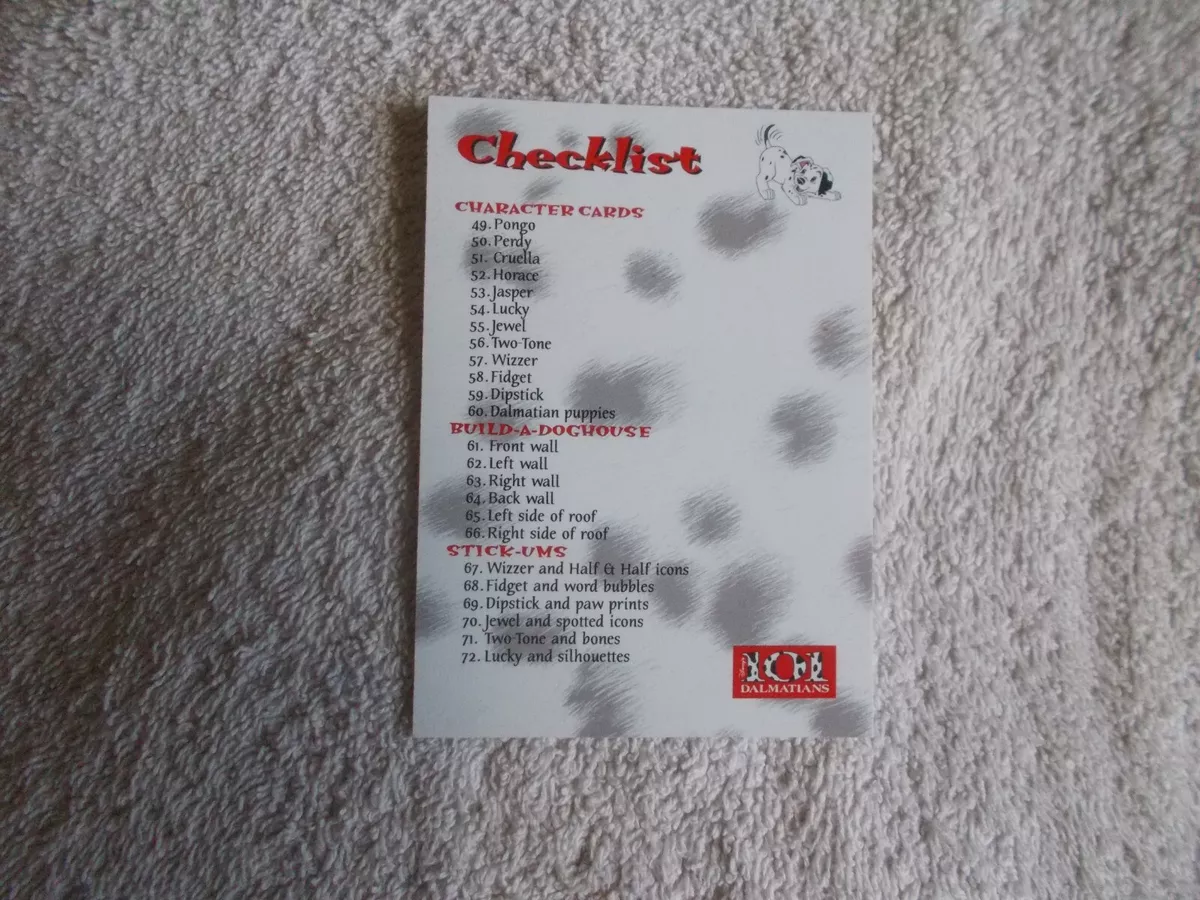 Checklist
CHARACTER CARDS
49. Pongo
50. Perdy
51. Cruella
52. Horace
53. Jasper
54. Lucky
55. Jewel
56. Two-Tone
57. Wizzer
58. Fidget
59. Dipstick
60. Dalmatian puppies
BUILD-A-DOGHOUSE
61. Front wall
62. Left wall
63. Right wall
64. Back wall
65. Left side of roof
66. Right side of roof
STICK-UMS
67. Wizzer and Half & Half icons
68. Fidget and word bubbles
69. Dipstick and paw prints
70. Jewel and spotted icons
71. Two-Tone and bones
72. Lucky and silhouettes
Disney's
101
DALMATIANS